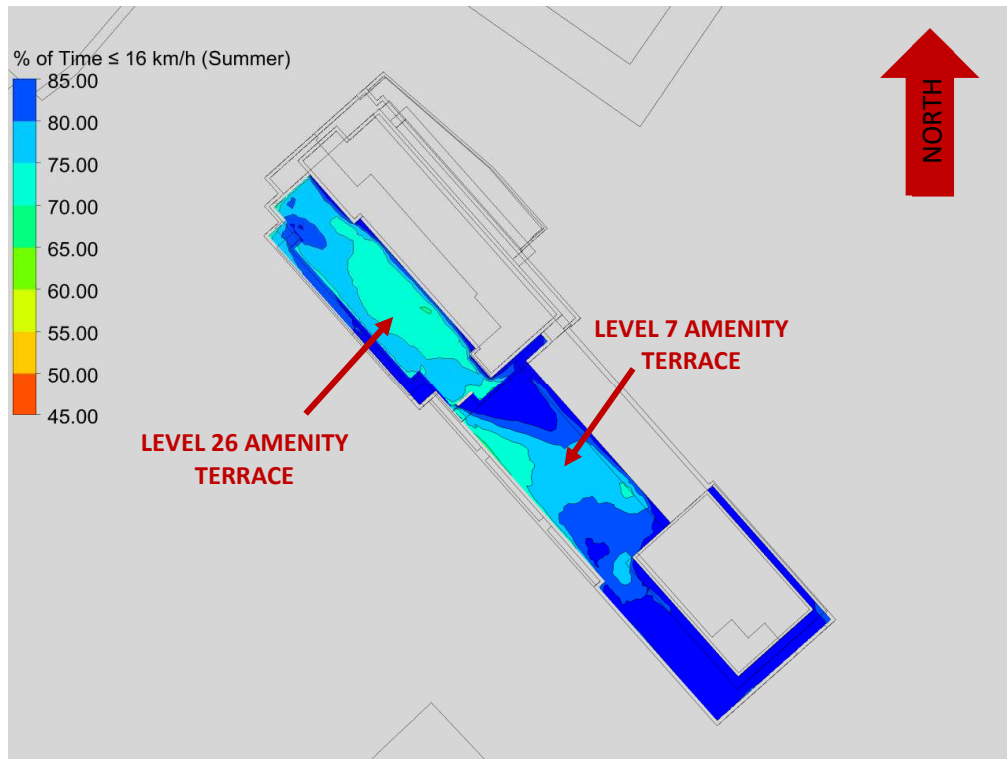 % of Time ≤ 16 km/h (Summer)
85.00
80.00
75.00
70.00
65.00
60.00
55.00
50.00
45.00
NORTH
LEVEL 7 AMENITY
TERRACE
LEVEL 26 AMENITY
TERRACE